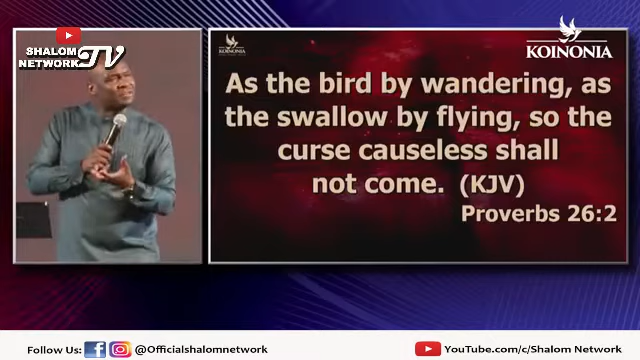 SHALOM
NETWORK TV
KOINONIA
KOINONIA
As the bird by wandering, as
the swallow by flying, so the
curse causeless shall
not come. (KJV)
Proverbs 26:2
Follow Us: @Officialshalomnetwork
YouTube.com/c/Shalom Network